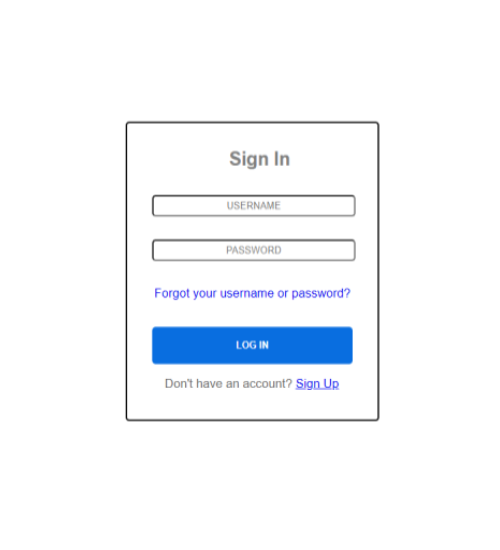 Sign In
USERNAME
PASSWORD
Forgot your username or password?
LOG IN
Don't have an account? Sign Up